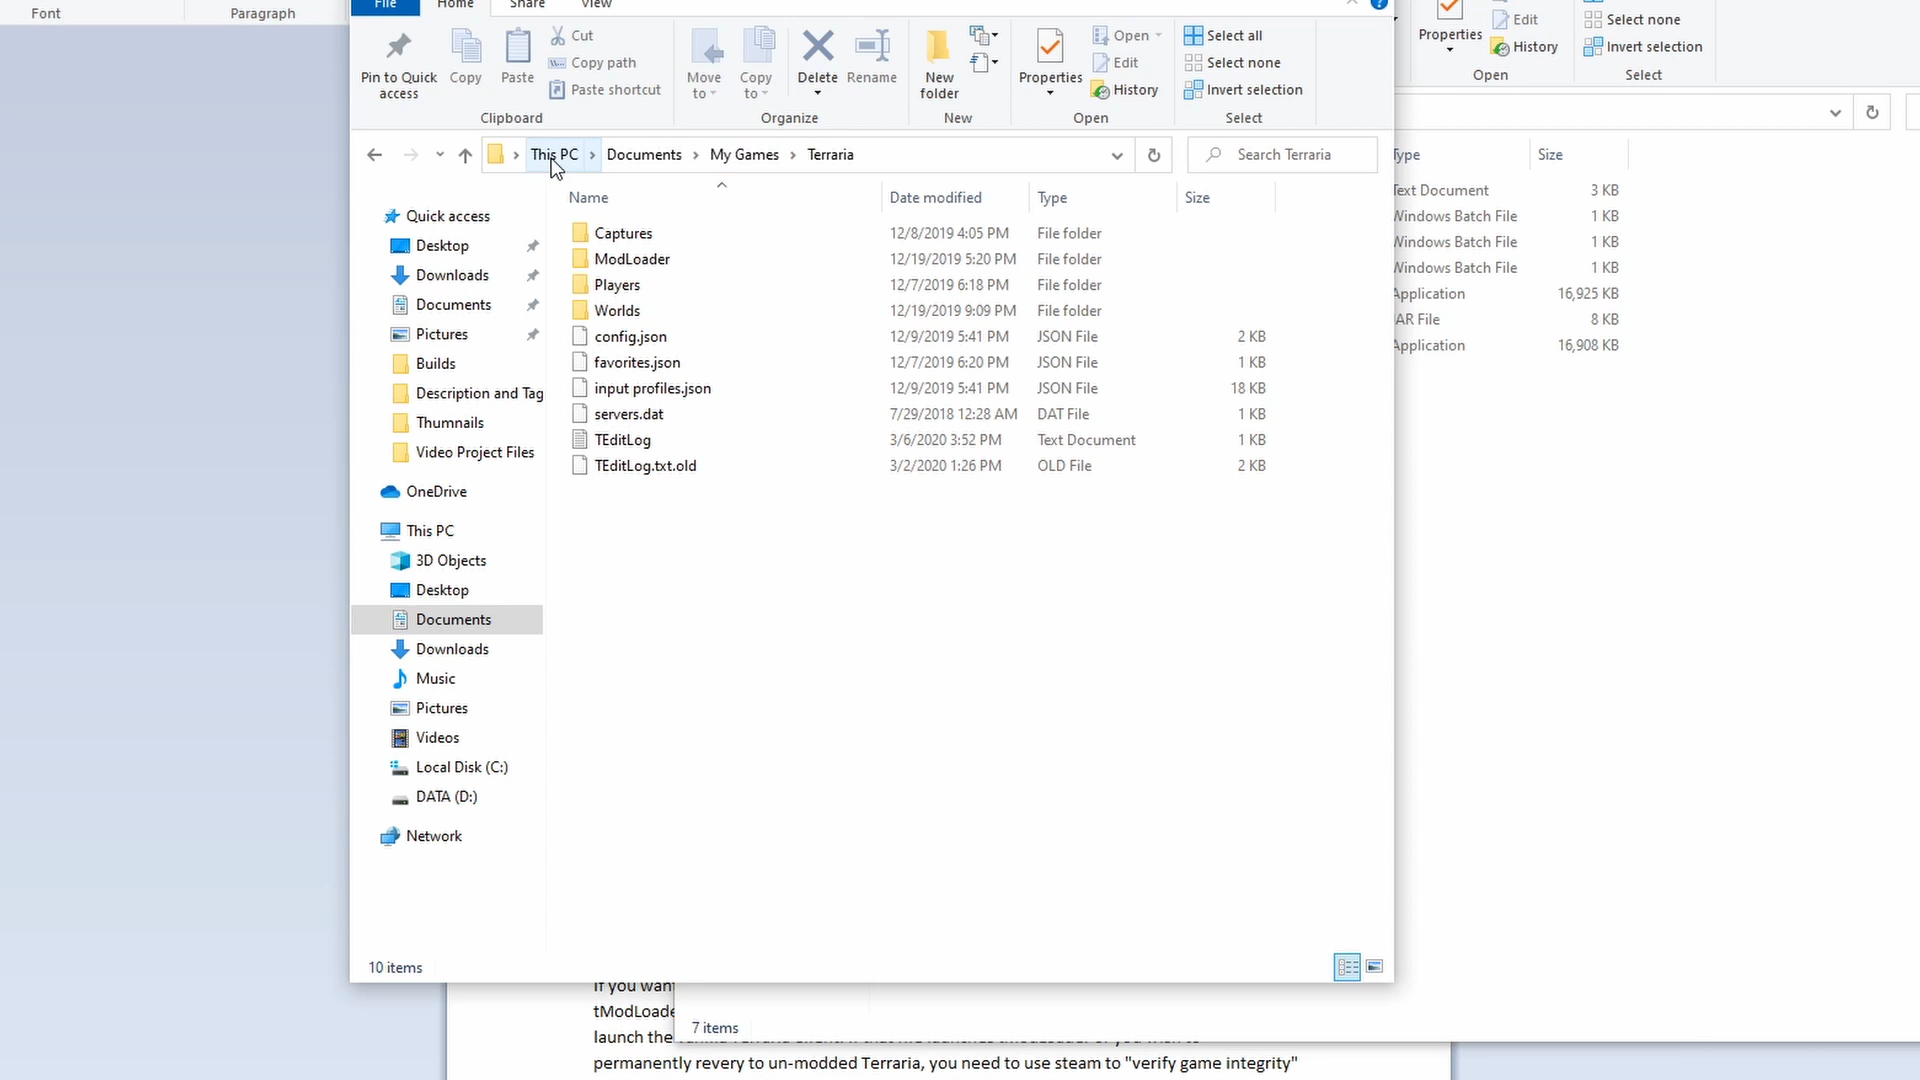 Font Paragraph
File Home Share View
Pin to Quick access
Copy
Paste
Cut
Copy path
Paste shortcut
Clipboard
Move to
Copy to
Delete
Rename
Organize
New folder
New
Properties
Open
Edit
History
Open
Select all
Select none
Invert selection
Select
Properties
Edit
History
Open
Select none
Invert selection
Select
This PC Documents My Games Terraria
Search Terraria
Name Date modified Type Size
Captures 12/8/2019 4:05 PM File folder
ModLoader 12/19/2019 5:20 PM File folder
Players 12/7/2019 6:18 PM File folder
Worlds 12/19/2019 9:09 PM File folder
config.json 12/9/2019 5:41 PM JSON File 2 KB
favorites.json 12/7/2019 6:20 PM JSON File 1 KB
input profiles.json 12/9/2019 5:41 PM JSON File 18 KB
servers.dat 7/29/2018 12:28 AM DAT File 1 KB
TEditLog 3/6/2020 3:52 PM Text Document 1 KB
TEditLog.txt.old 3/2/2020 1:26 PM OLD File 2 KB
Quick access
Desktop
Downloads
Documents
Pictures
Builds
Description and Tag
Thumnails
Video Project Files
OneDrive
This PC
3D Objects
Desktop
Documents
Downloads
Music
Pictures
Videos
Local Disk (C:)
DATA (D:)
Network
10 items
Type Size
Text Document 3 KB
Windows Batch File 1 KB
Windows Batch File 1 KB
Windows Batch File 1 KB
Application 16,925 KB
JAR File 8 KB
Application 16,908 KB
7 items
If you want
tModLoade
launch the
permanently revery to un-modded Terraria, you need to use steam to "verify game integrity"